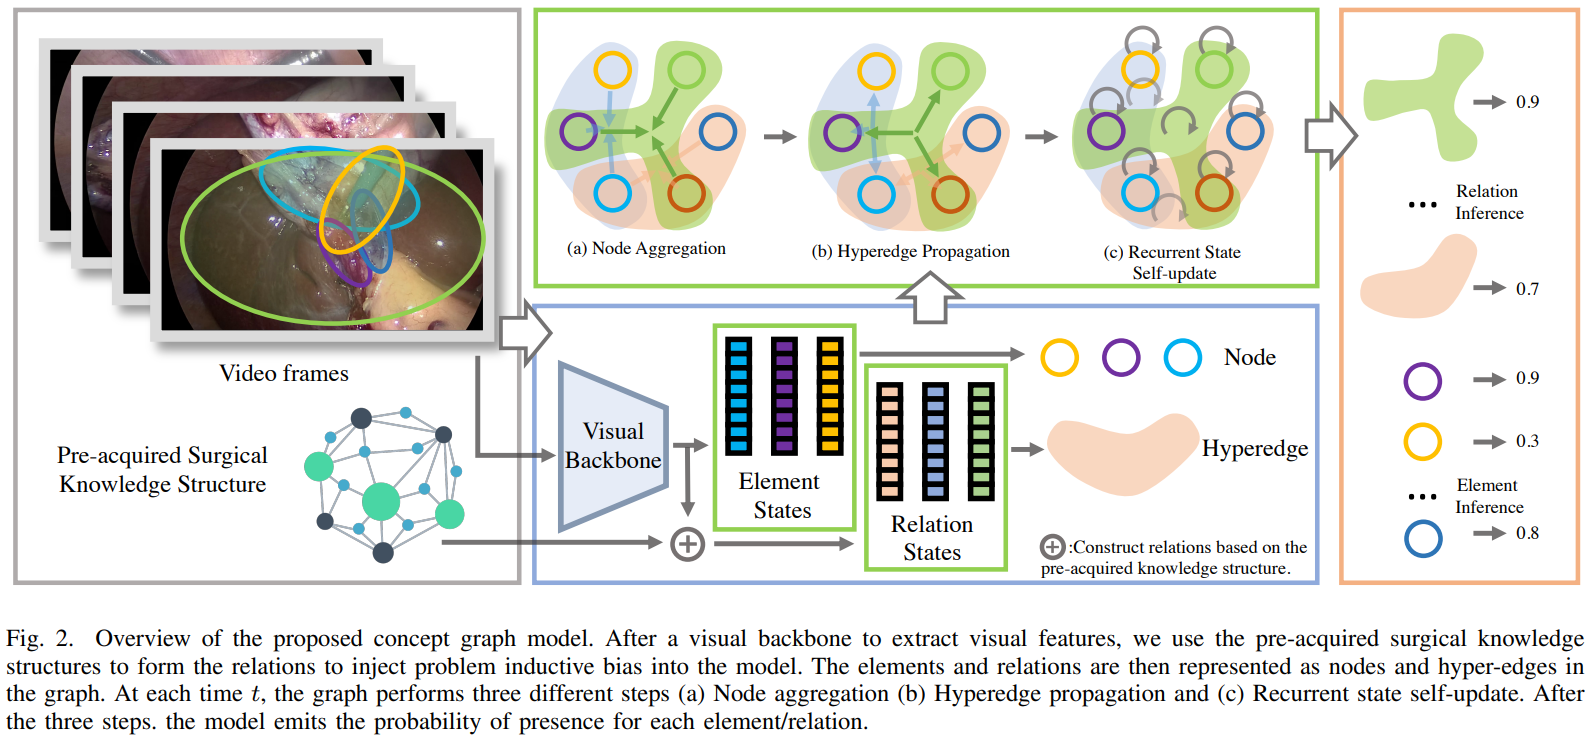 Video frames
Pre-acquired Surgical
Knowledge Structure
(a) Node Aggregation
(b) Hyperedge Propagation
(c) Recurrent State
Self-update
Visual
Backbone
Element
States
Relation
States
Node
Hyperedge
:Construct relations based on the
pre-acquired knowledge structure.
0.9
... Relation
Inference
0.7
0.9
0.3
... Element
Inference
0.8
Fig. 2. Overview of the proposed concept graph model. After a visual backbone to extract visual features, we use the pre-acquired surgical knowledge
structures to form the relations to inject problem inductive bias into the model. The elements and relations are then represented as nodes and hyper-edges in
the graph. At each time t, the graph performs three different steps (a) Node aggregation (b) Hyperedge propagation and (c) Recurrent state self-update. After
the three steps. the model emits the probability of presence for each element/relation.